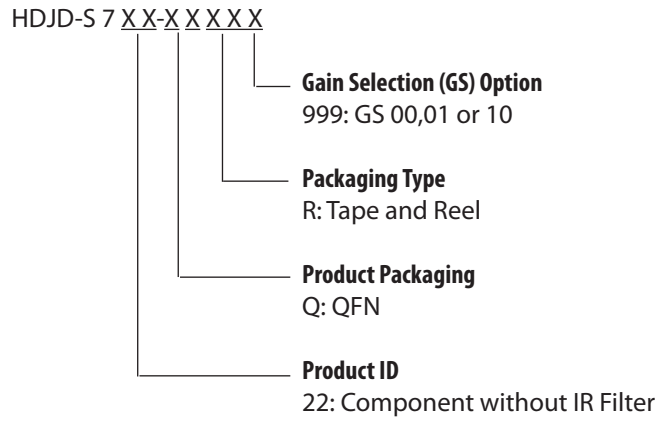 HDJD-S 7 X X-X X X X X
Gain Selection (GS) Option
999: GS 00,01 or 10
Packaging Type
R: Tape and Reel
Product Packaging
Q: QFN
Product ID
22: Component without IR Filter